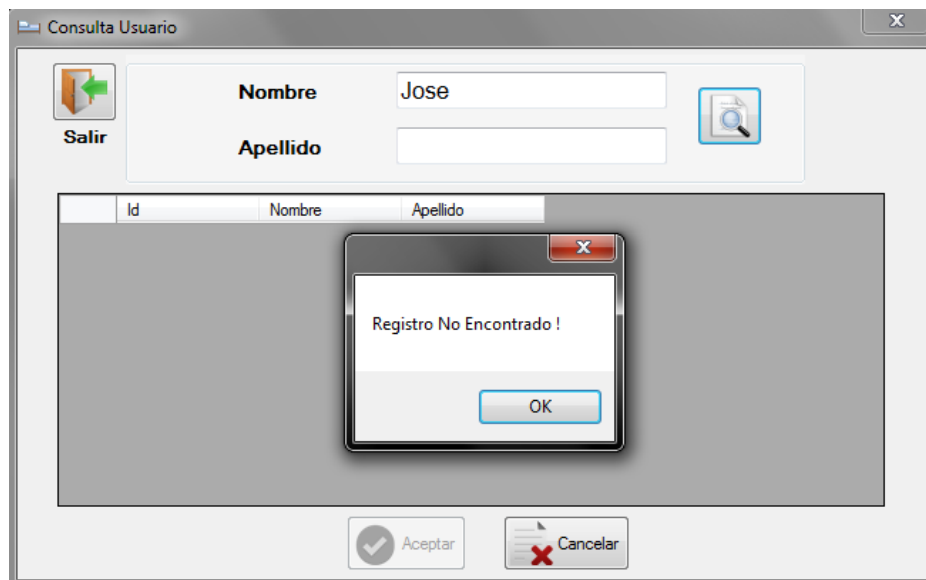 Consulta Usuario
Nombre Jose
Salir
Apellido
Id Nombre Apellido
Registro No Encontrado !
OK
Aceptar Cancelar